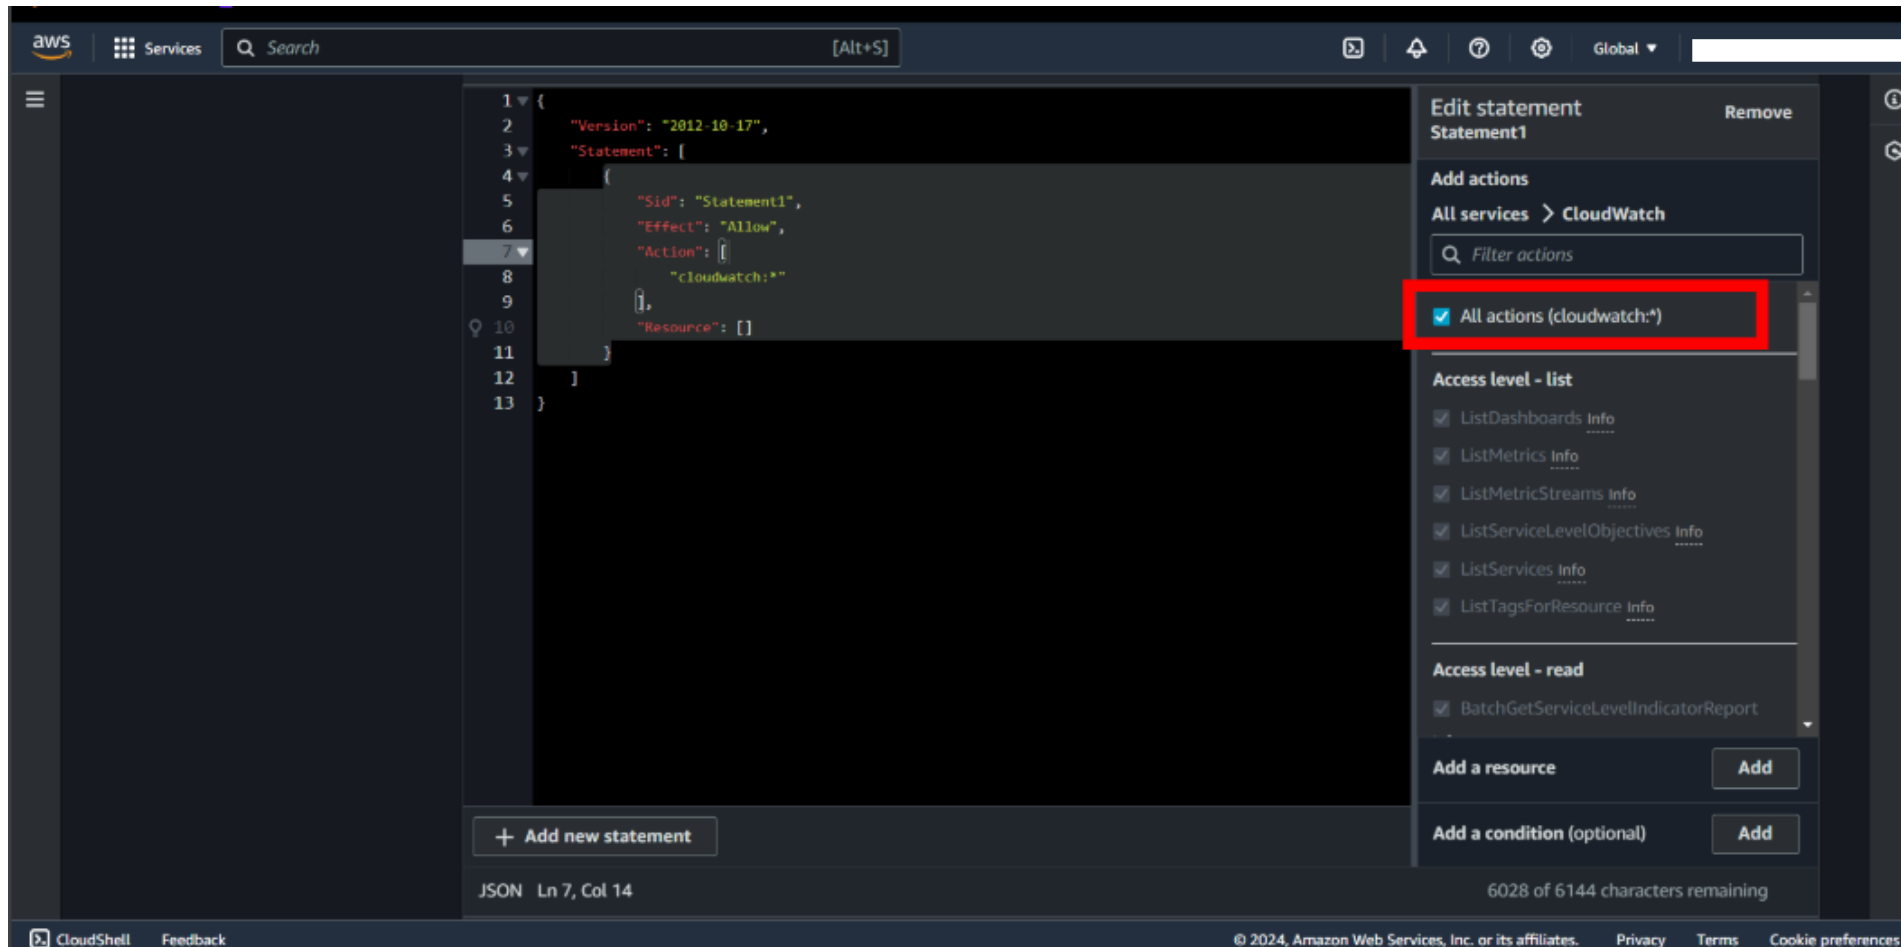 aws
Services
Search
[Alt+S]
Global
1 {
2 "Version": "2012-10-17",
3 "Statement": [
4 {
5 "Sid": "Statement1",
6 "Effect": "Allow",
7 "Action": [
8 "cloudwatch:*"
9 ],
10 "Resource": []
11 }
12 ]
13 }
+ Add new statement
JSON Ln 7, Col 14
Edit statement
Remove
Statement1
Add actions
All services > CloudWatch
Filter actions
All actions (cloudwatch:*)
Access level - list
ListDashboards Info
ListMetrics Info
ListMetricStreams Info
ListServiceLevelObjectives Info
ListServices Info
ListTagsForResource Info
Access level - read
BatchGetServiceLevelIndicatorReport
Add a resource
Add
Add a condition (optional)
Add
6028 of 6144 characters remaining
CloudShell
Feedback
© 2024, Amazon Web Services, Inc. or its affiliates.
Privacy
Terms
Cookie preferences